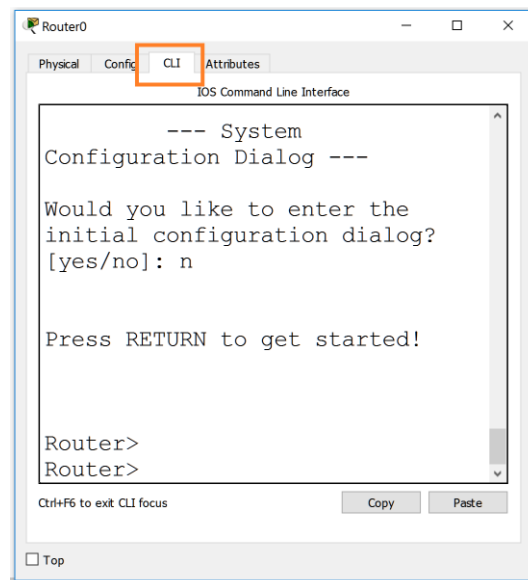 Router0
Physical Config CLI Attributes
IOS Command Line Interface
--- System
Configuration Dialog ---
Would you like to enter the
initial configuration dialog?
[yes/no]: n
Press RETURN to get started!
Router>
Router>
Ctrl+F6 to exit CLI focus Copy Paste
Top